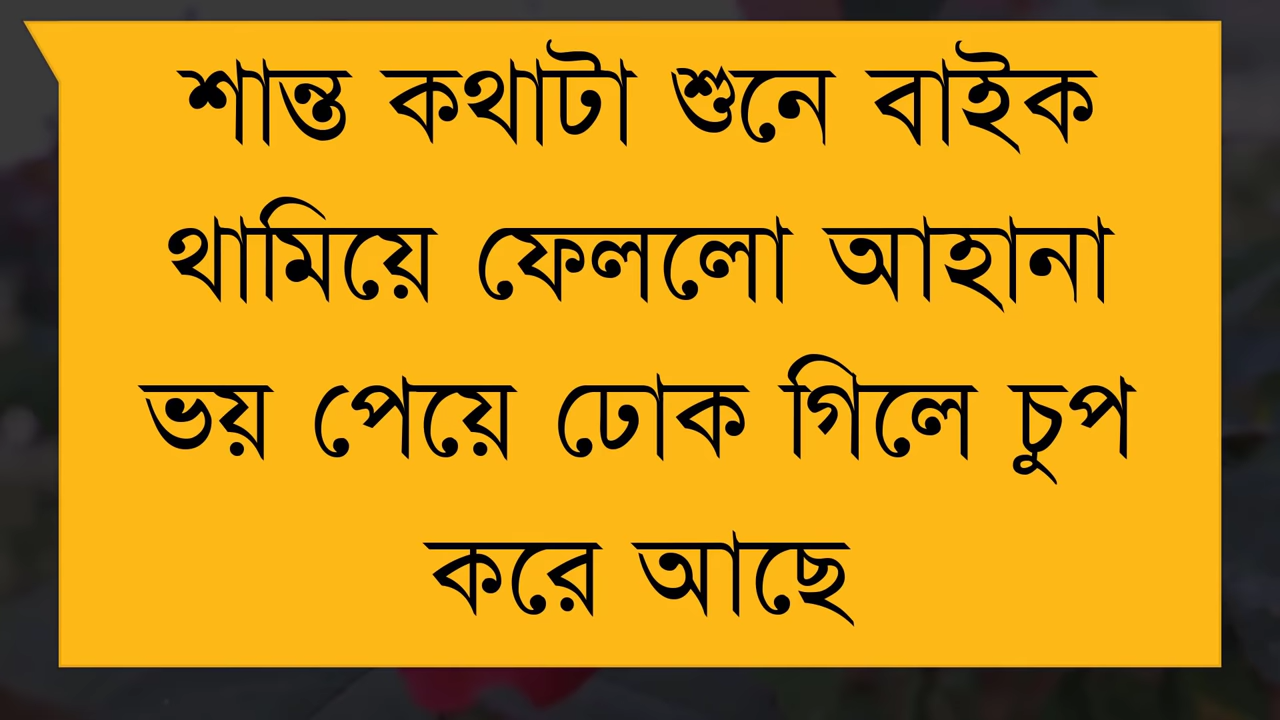 শান্ত কথাটা শুনে বাইক
থামিয়ে ফেললো আহানা
ভয় পেয়ে ঢোক গিলে চুপ
করে আছে